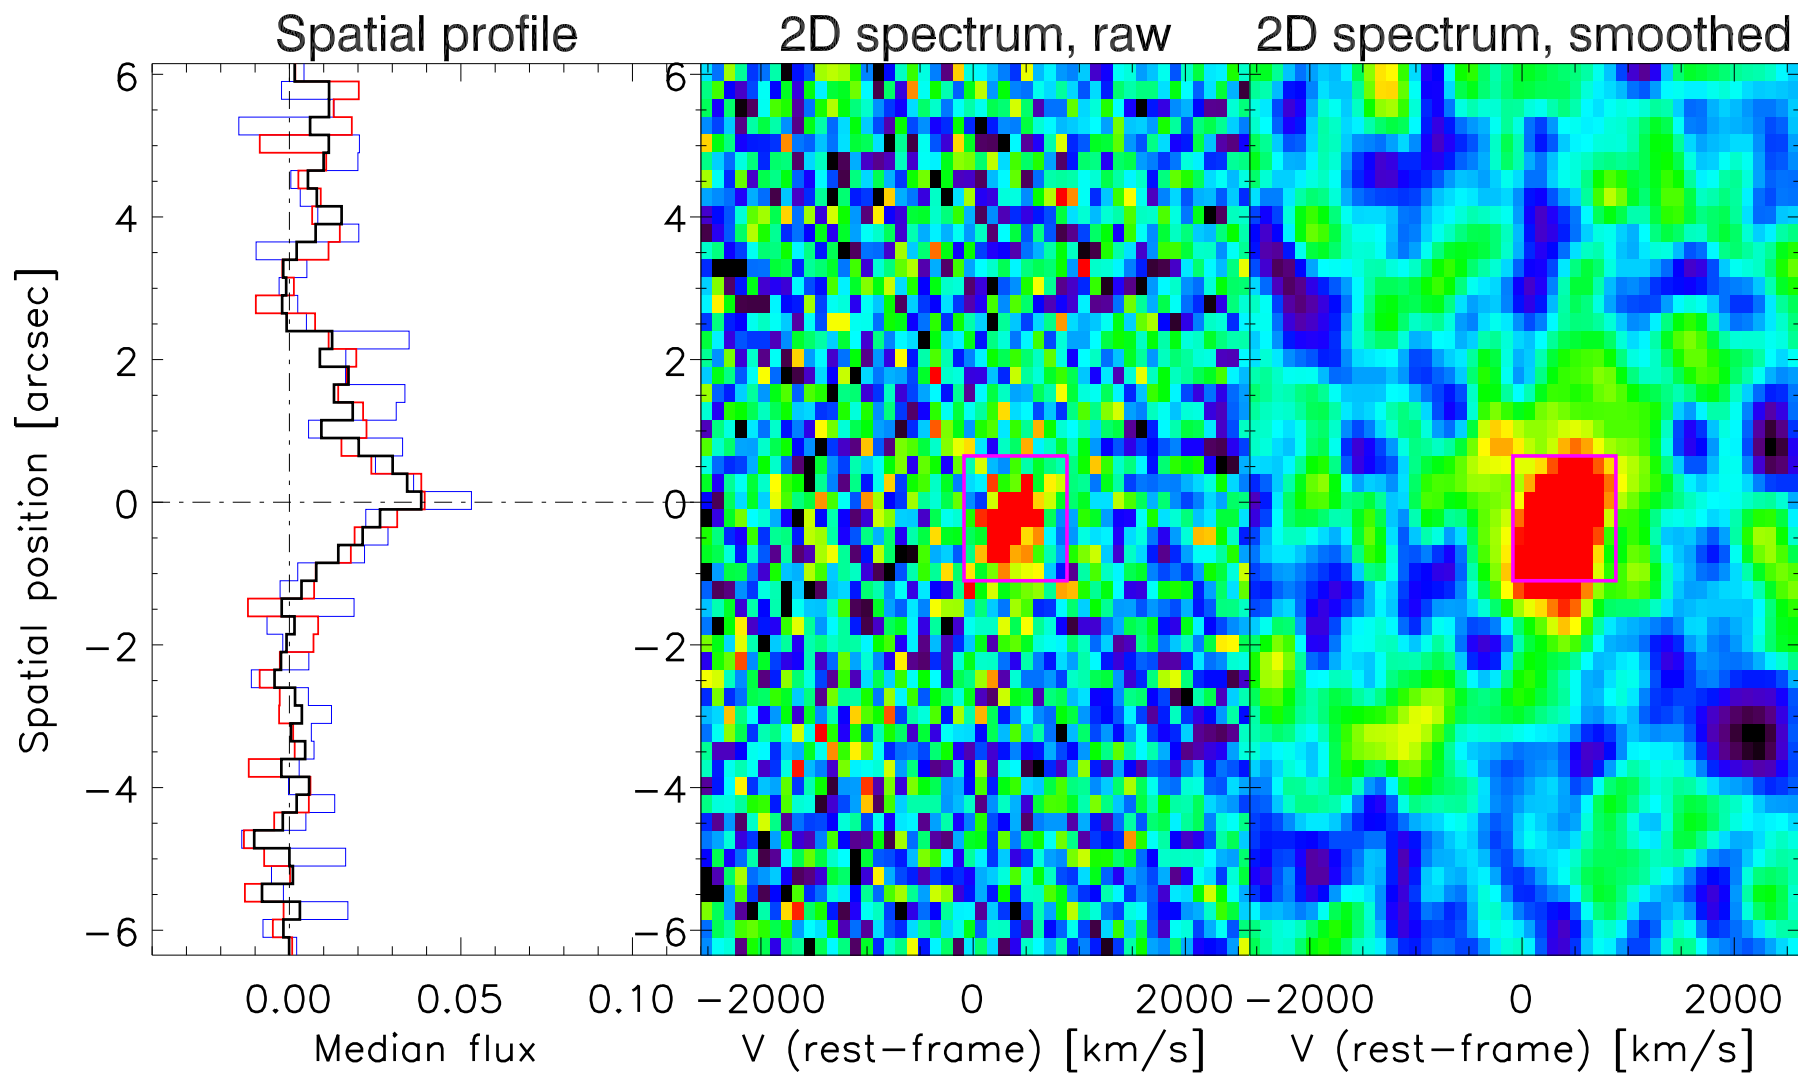 Spatial profile
2D spectrum, raw
2D spectrum, smoothed
Spatial position [arcsec]
6
4
2
0
−2
−4
−6
6
4
2
0
−2
−4
−6
0.00 0.05 0.10
−2000 0 2000
−2000 0 2000
Median flux
V (rest−frame) [km/s]
V (rest−frame) [km/s]